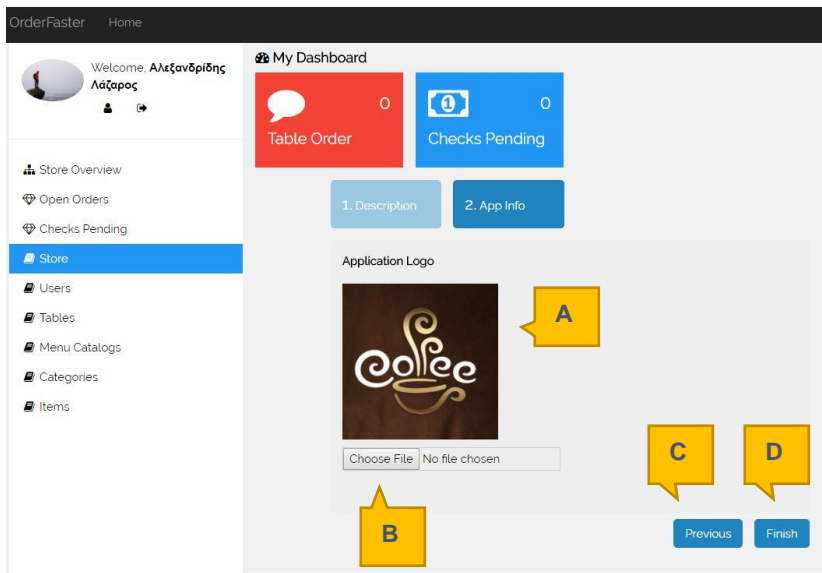 OrderFaster Home
Welcome, Αλεξανδρίδης
Λάζαρος
My Dashboard
0
Table Order
1
0
Checks Pending
Store Overview
Open Orders
Checks Pending
Store
Users
Tables
Menu Catalogs
Categories
Items
1. Description
2. App Info
Application Logo
Coffee
A
Choose File No file chosen
B
C
D
Previous
Finish